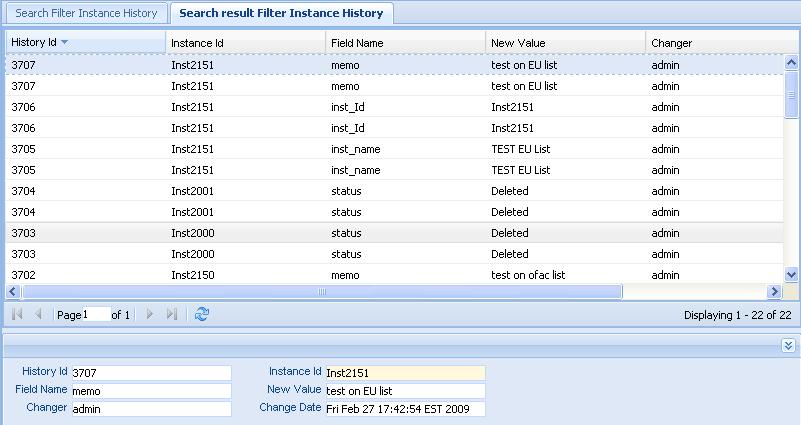 Search Filter Instance History Search result Filter Instance History
History Id Instance Id Field Name New Value Changer
3707 Inst2151 memo test on EU list admin
3707 Inst2151 memo test on EU list admin
3706 Inst2151 inst_Id Inst2151 admin
3706 Inst2151 inst_Id Inst2151 admin
3705 Inst2151 inst_name TEST EU List admin
3705 Inst2151 inst_name TEST EU List admin
3704 Inst2001 status Deleted admin
3704 Inst2001 status Deleted admin
3703 Inst2000 status Deleted admin
3703 Inst2000 status Deleted admin
3702 Inst2150 memo test on ofac list admin
Page 1 of 1 Displaying 1 - 22 of 22
History Id 3707 Instance Id Inst2151
Field Name memo New Value test on EU list
Changer admin Change Date Fri Feb 27 17:42:54 EST 2009